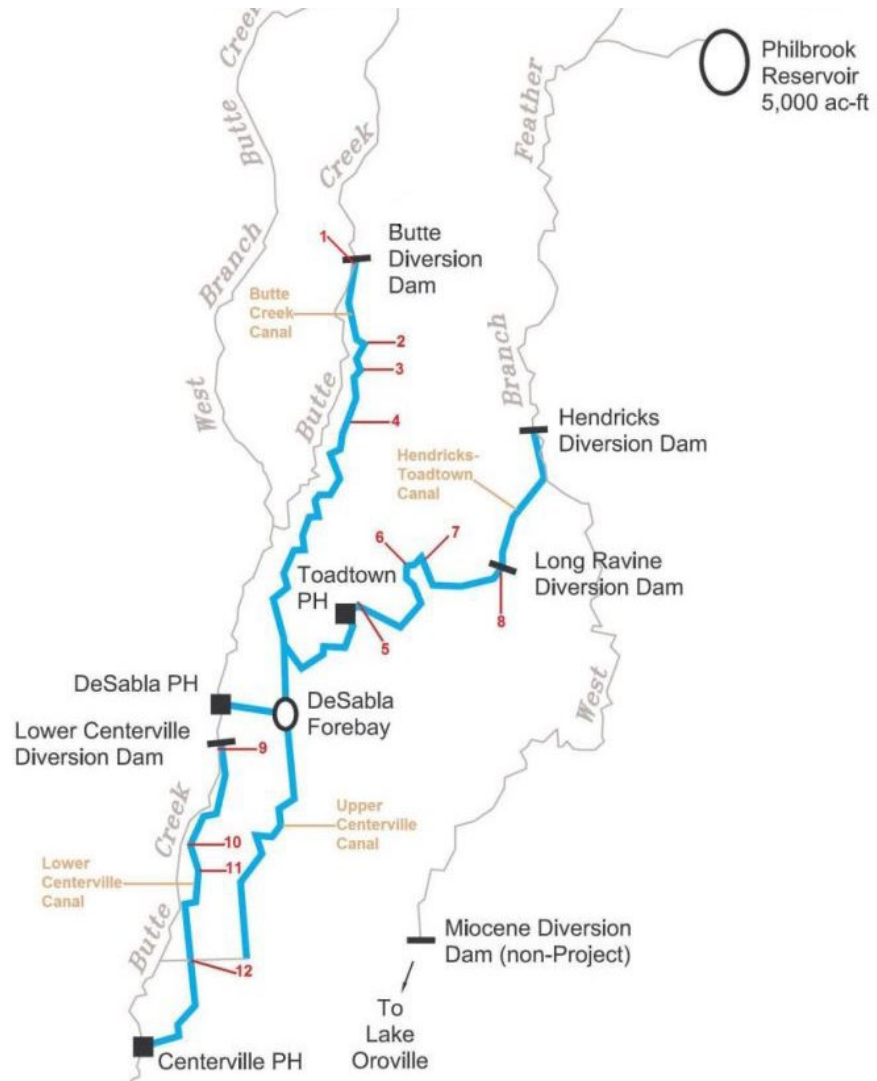 Butte Creek
Creek
Feather
Philbrook
Reservoir
5,000 ac-ft
Branch
1
Butte
Diversion
Dam
Butte
Creek
Canal
2
3
Branch
West
Butte
4
Hendricks
Diversion Dam
Hendricks-
Toadtown
Canal
6
7
Toadtown
PH
Long Ravine
Diversion Dam
5
8
West
DeSabla PH
DeSabla
Forebay
Lower Centerville
Diversion Dam
9
Creek
Upper
Centerville
Canal
10
11
Lower
Centerville
Canal
Butte
12
Miocene Diversion
Dam (non-Project)
To
Lake
Oroville
Centerville PH